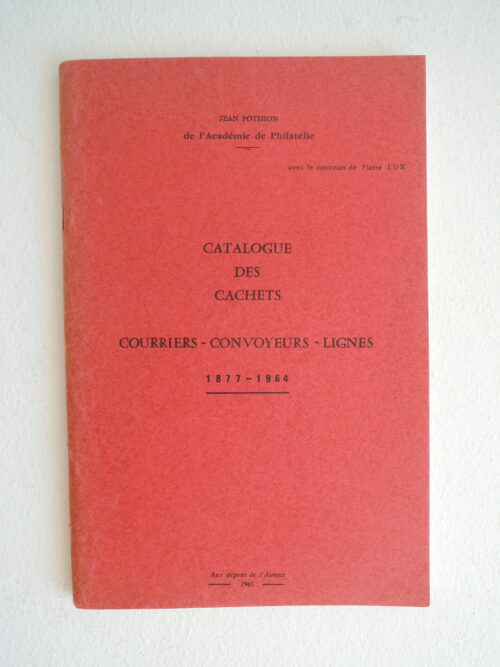 JEAN POTHION
de l'Académie de Philatélie
avec le concours de Pierre LUX
CATALOGUE
DES
CACHETS
COURRIERS - CONVOYEURS - LIGNES
1877-1964
Aux dépens de l'Auteur